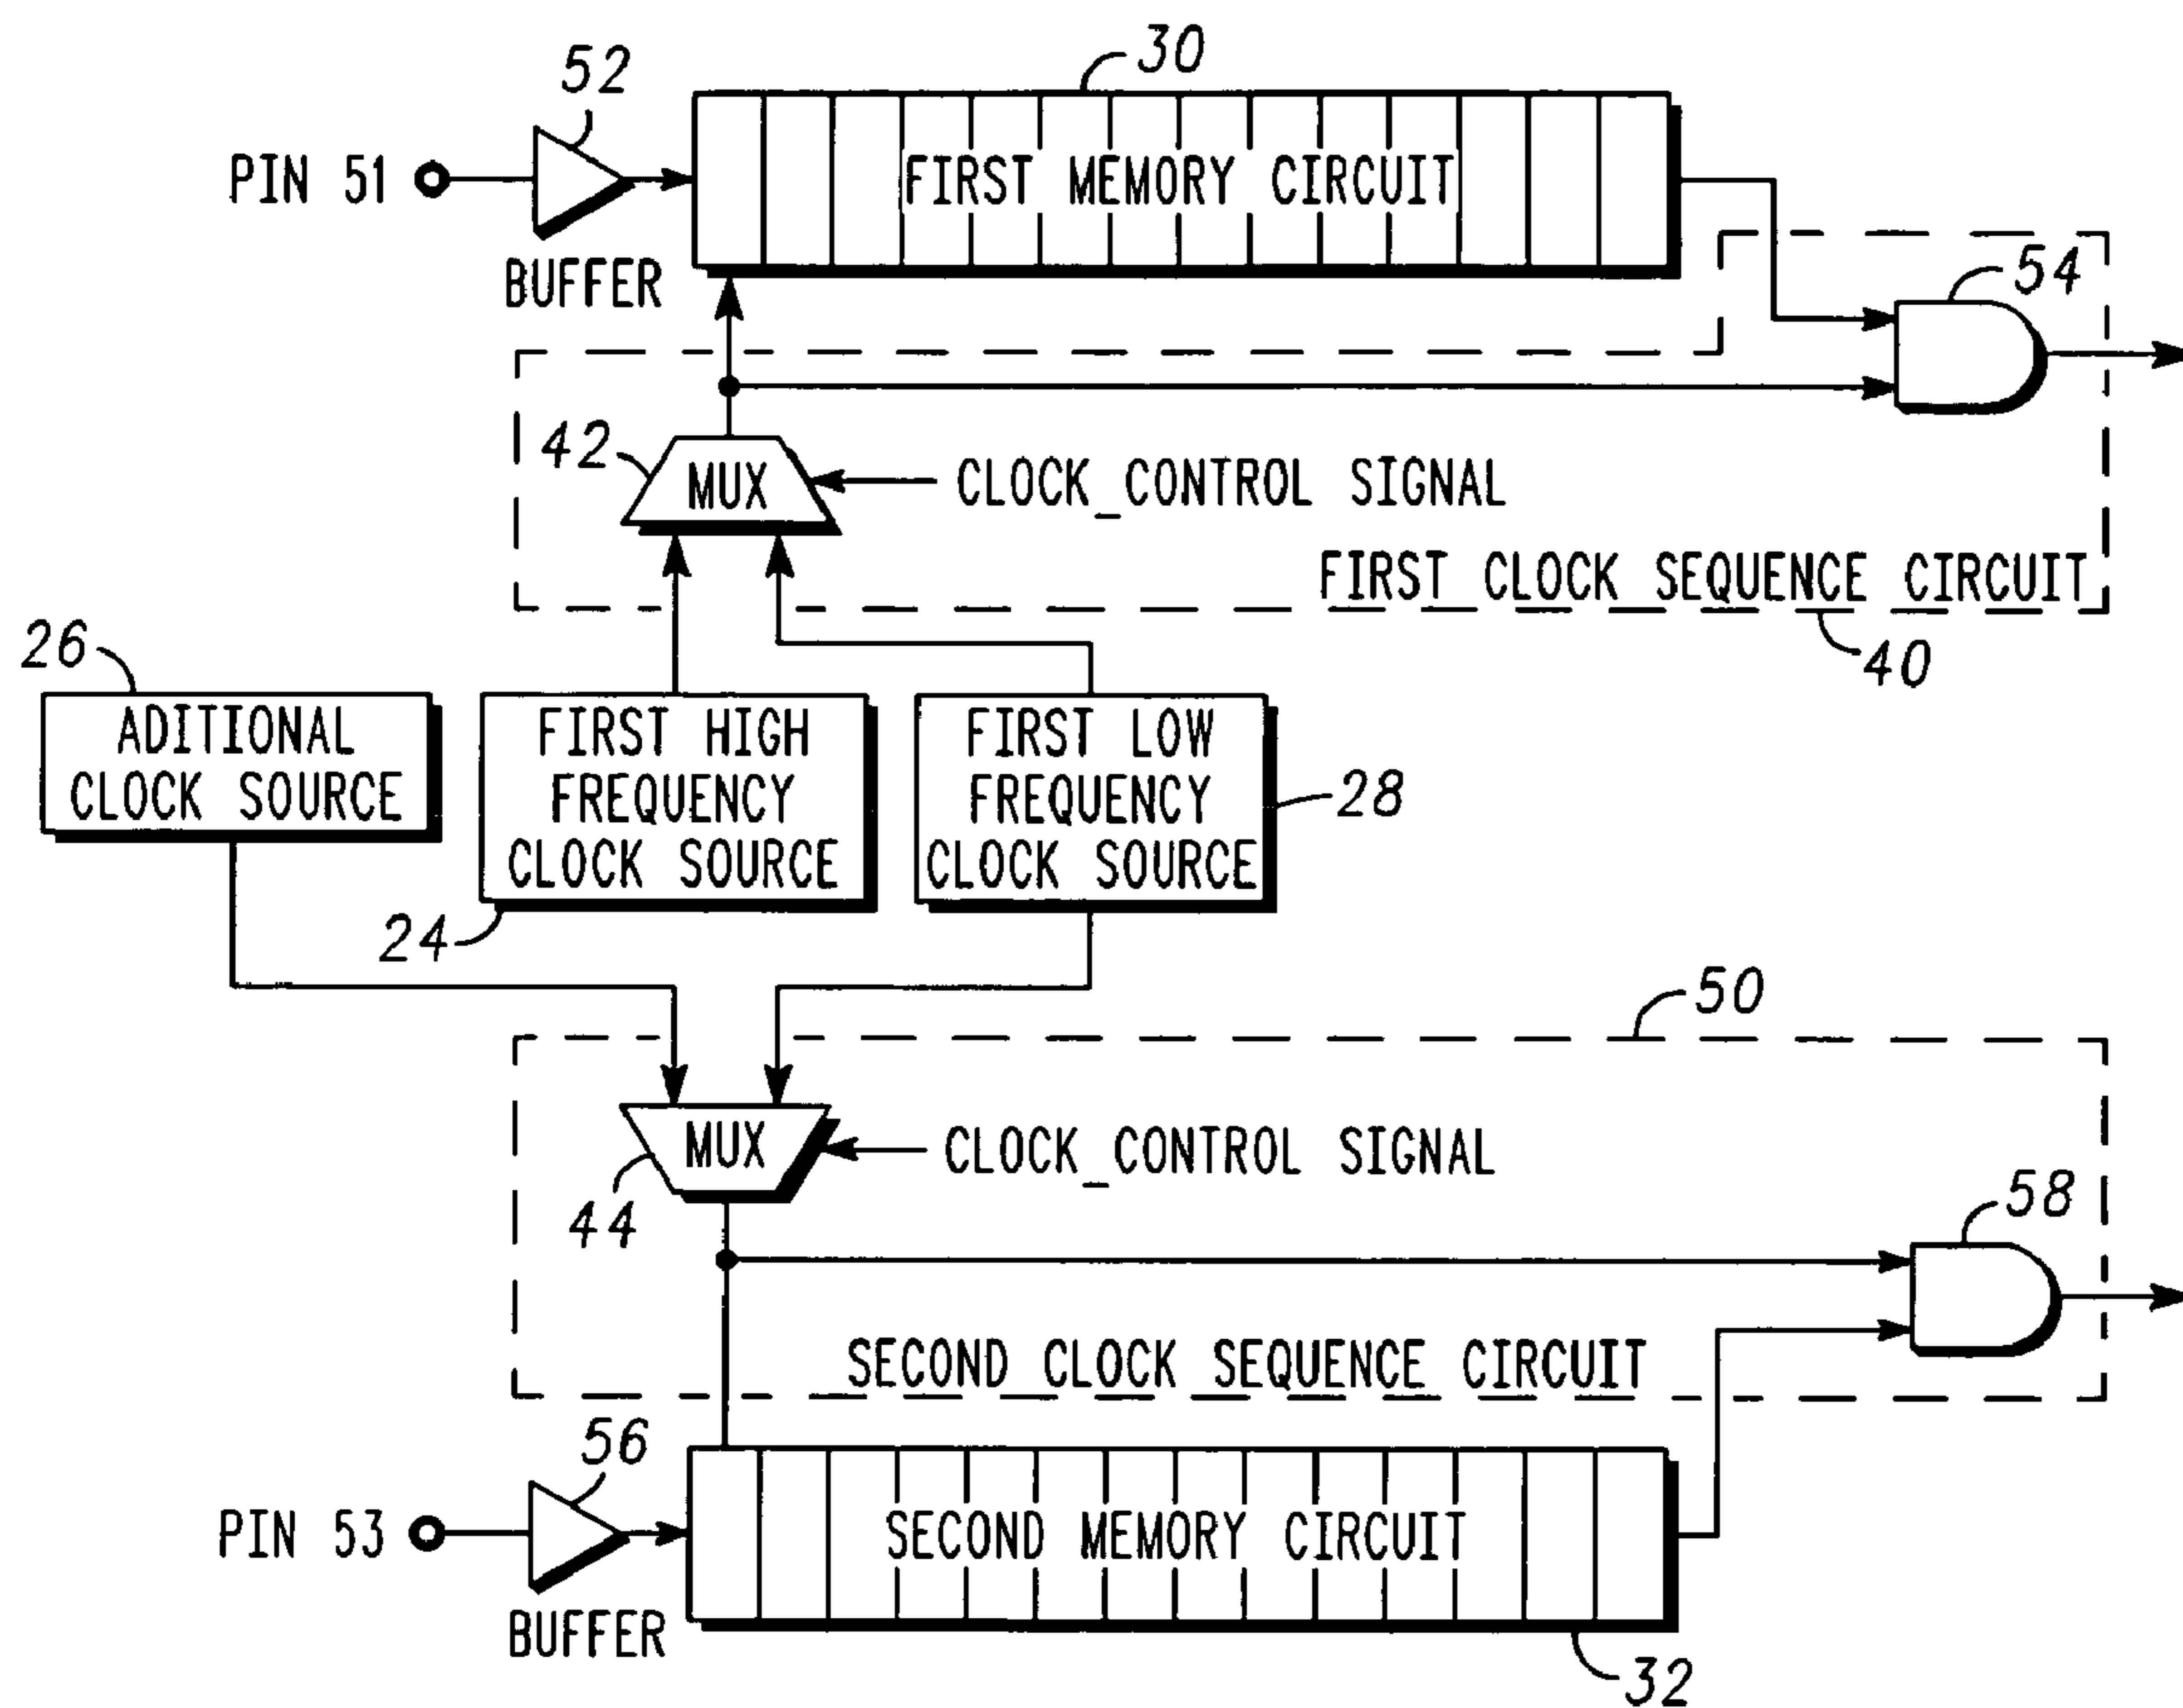 30
52
PIN 51
FIRST MEMORY CIRCUIT
BUFFER
54
42
MUX
CLOCK_CONTROL SIGNAL
FIRST CLOCK SEQUENCE CIRCUIT
40
26
ADITIONAL
CLOCK SOURCE
FIRST HIGH
FREQUENCY
CLOCK SOURCE
24
FIRST LOW
FREQUENCY
CLOCK SOURCE
28
50
MUX
CLOCK_CONTROL SIGNAL
44
58
SECOND CLOCK SEQUENCE CIRCUIT
56
PIN 53
SECOND MEMORY CIRCUIT
BUFFER
32